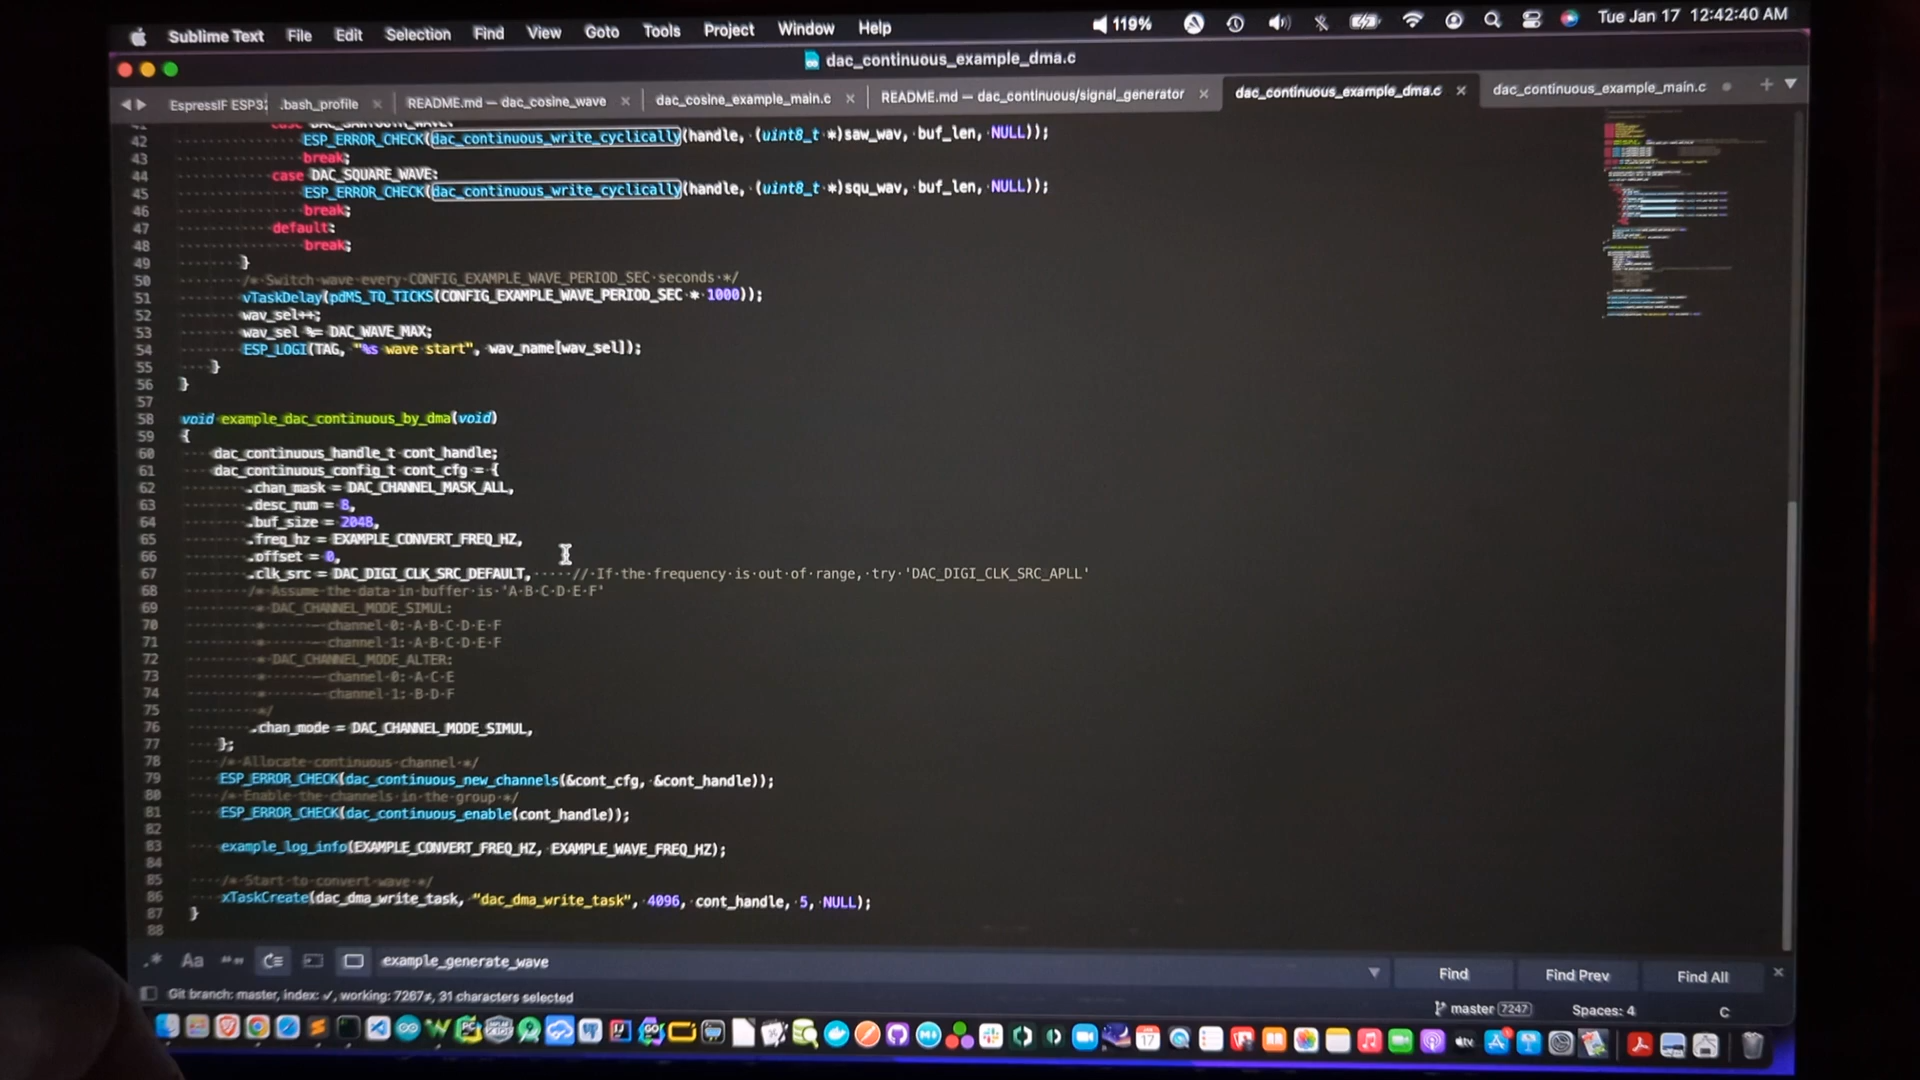 Sublime Text File Edit Selection Find View Goto Tools Project Window Help 119% Tue Jan 17 12:42:40 AM
dac_continuous_example_dma.c
EspressIF ESP32 .bash_profile README.md — dac_cosine_wave dac_cosine_example_main.c README.md — dac_continuous/signal_generator dac_continuous_example_dma.c dac_continuous_example_main.c
42 ESP_ERROR_CHECK(dac_continuous_write_cyclically(handle, (uint8_t *)saw_wav, buf_len, NULL));
43 break;
44 case DAC_SQUARE_WAVE:
45 ESP_ERROR_CHECK(dac_continuous_write_cyclically(handle, (uint8_t *)squ_wav, buf_len, NULL));
46 break;
47 default:
48 break;
49 }
50 /* Switch wave every CONFIG_EXAMPLE_WAVE_PERIOD_SEC seconds */
51 vTaskDelay(pdMS_TO_TICKS(CONFIG_EXAMPLE_WAVE_PERIOD_SEC * 1000));
52 wav_sel++;
53 wav_sel %= DAC_WAVE_MAX;
54 ESP_LOGI(TAG, "%s wave start", wav_name[wav_sel]);
55 }
56 }
57
58 void example_dac_continuous_by_dma(void)
59 {
60 dac_continuous_handle_t cont_handle;
61 dac_continuous_config_t cont_cfg = {
62 .chan_mask = DAC_CHANNEL_MASK_ALL,
63 .desc_num = 8,
64 .buf_size = 2048,
65 .freq_hz = EXAMPLE_CONVERT_FREQ_HZ,
66 .offset = 0,
67 .clk_src = DAC_DIGI_CLK_SRC_DEFAULT, // If the frequency is out of range, try 'DAC_DIGI_CLK_SRC_APLL'
68 /* Assume the data in buffer is 'A B C D E F'
69 * DAC_CHANNEL_MODE_SIMUL:
70 * - channel 0: A B C D E F
71 * - channel 1: A B C D E F
72 * DAC_CHANNEL_MODE_ALTER:
73 * - channel 0: A C E
74 * - channel 1: B D F
75 */
76 .chan_mode = DAC_CHANNEL_MODE_SIMUL,
77 };
78 /* Allocate continuous channel */
79 ESP_ERROR_CHECK(dac_continuous_new_channels(&cont_cfg, &cont_handle));
80 /* Enable the channels in the group */
81 ESP_ERROR_CHECK(dac_continuous_enable(cont_handle));
82
83 example_log_info(EXAMPLE_CONVERT_FREQ_HZ, EXAMPLE_WAVE_FREQ_HZ);
84
85 /* Start to convert wave */
86 xTaskCreate(dac_dma_write_task, "dac_dma_write_task", 4096, cont_handle, 5, NULL);
87 }
88
.* Aa "" example_generate_wave Find Find Prev Find All
Git branch: master, index: ✓, working: 7267≠, 31 characters selected master 7247 Spaces: 4 C